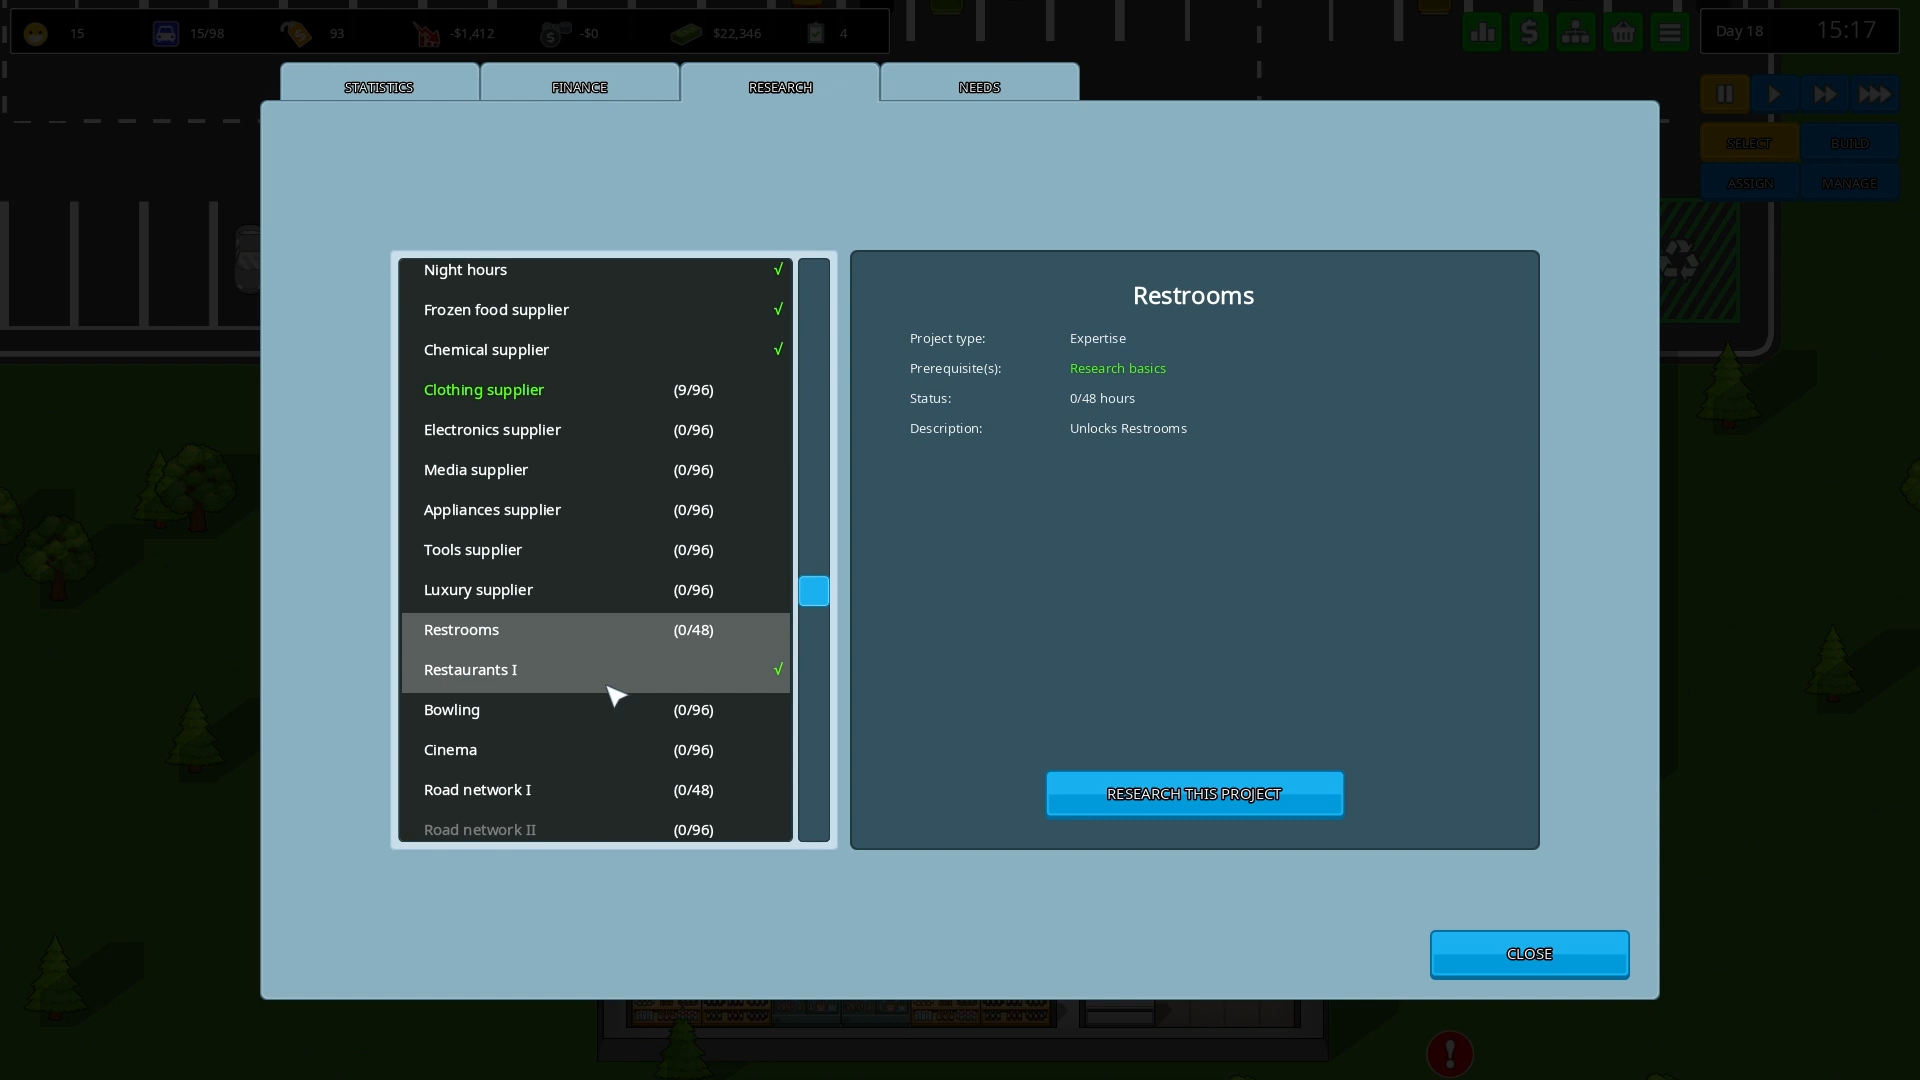 15 15/98 93 -$1,412 -$0 $22,346 4 Day 18 15:17
STATISTICS FINANCE RESEARCH NEEDS
SELECT BUILD
ASSIGN MANAGE
Night hours √
Frozen food supplier √
Chemical supplier √
Clothing supplier (9/96)
Electronics supplier (0/96)
Media supplier (0/96)
Appliances supplier (0/96)
Tools supplier (0/96)
Luxury supplier (0/96)
Restrooms (0/48)
Restaurants I √
Bowling (0/96)
Cinema (0/96)
Road network I (0/48)
Road network II (0/96)
Restrooms
Project type: Expertise
Prerequisite(s): Research basics
Status: 0/48 hours
Description: Unlocks Restrooms
RESEARCH THIS PROJECT
CLOSE